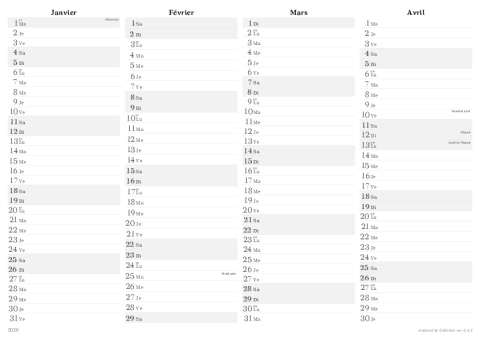 Janvier
1 Me
2 Je
3 Ve
4 Sa
5 Di
6 Lu
7 Ma
8 Me
9 Je
10 Ve
11 Sa
12 Di
13 Lu
14 Ma
15 Me
16 Je
17 Ve
18 Sa
19 Di
20 Lu
21 Ma
22 Me
23 Je
24 Ve
25 Sa
26 Di
27 Lu
28 Ma
29 Me
30 Je
31 Ve
Février
1 Sa
2 Di
3 Lu
4 Ma
5 Me
6 Je
7 Ve
8 Sa
9 Di
10 Lu
11 Ma
12 Me
13 Je
14 Ve
15 Sa
16 Di
17 Lu
18 Ma
19 Me
20 Je
21 Ve
22 Sa
23 Di
24 Lu
25 Ma Mardi gras
26 Me
27 Je
28 Ve
29 Sa
Mars
1 Di
2 Lu
3 Ma
4 Me
5 Je
6 Ve
7 Sa
8 Di
9 Lu
10 Ma
11 Me
12 Je
13 Ve
14 Sa
15 Di
16 Lu
17 Ma
18 Me
19 Je
20 Ve
21 Sa
22 Di
23 Lu
24 Ma
25 Me
26 Je
27 Ve
28 Sa
29 Di
30 Lu
31 Ma
Avril
1 Me
2 Je
3 Ve
4 Sa
5 Di
6 Lu
7 Ma
8 Me
9 Je
10 Ve Vendredi saint
11 Sa
12 Di Pâques
13 Lu Lundi de Pâques
14 Ma
15 Me
16 Je
17 Ve
18 Sa
19 Di
20 Lu
21 Ma
22 Me
23 Je
24 Ve
25 Sa
26 Di
27 Lu
28 Ma
29 Me
30 Je
2020